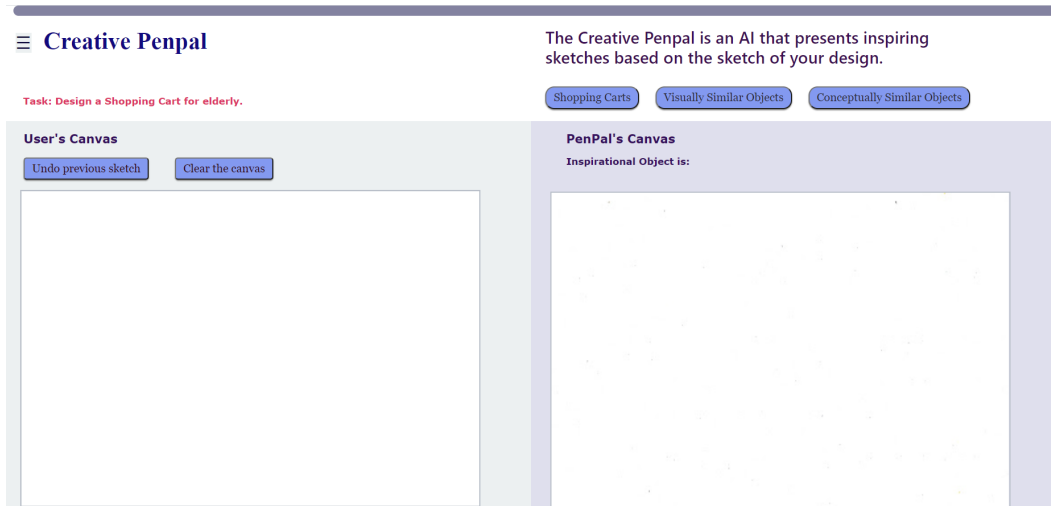 Creative Penpal
The Creative Penpal is an AI that presents inspiring
sketches based on the sketch of your design.
Task: Design a Shopping Cart for elderly.
Shopping Carts
Visually Similar Objects
Conceptually Similar Objects
User's Canvas
Undo previous sketch
Clear the canvas
PenPal's Canvas
Inspirational Object is: